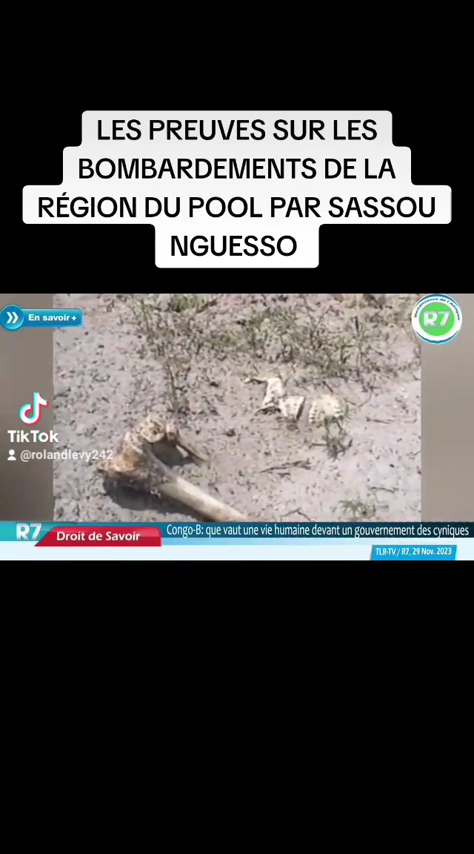 LES PREUVES SUR LES
BOMBARDEMENTS DE LA
RÉGION DU POOL PAR SASSOU
NGUESSO
En savoir+
R7
TikTok
@rolandlevy242
R7
Droit de Savoir
Congo-B: que vaut une vie humaine devant un gouvernement des cyniques
TLR-TV / R7, 29 Nov. 2023